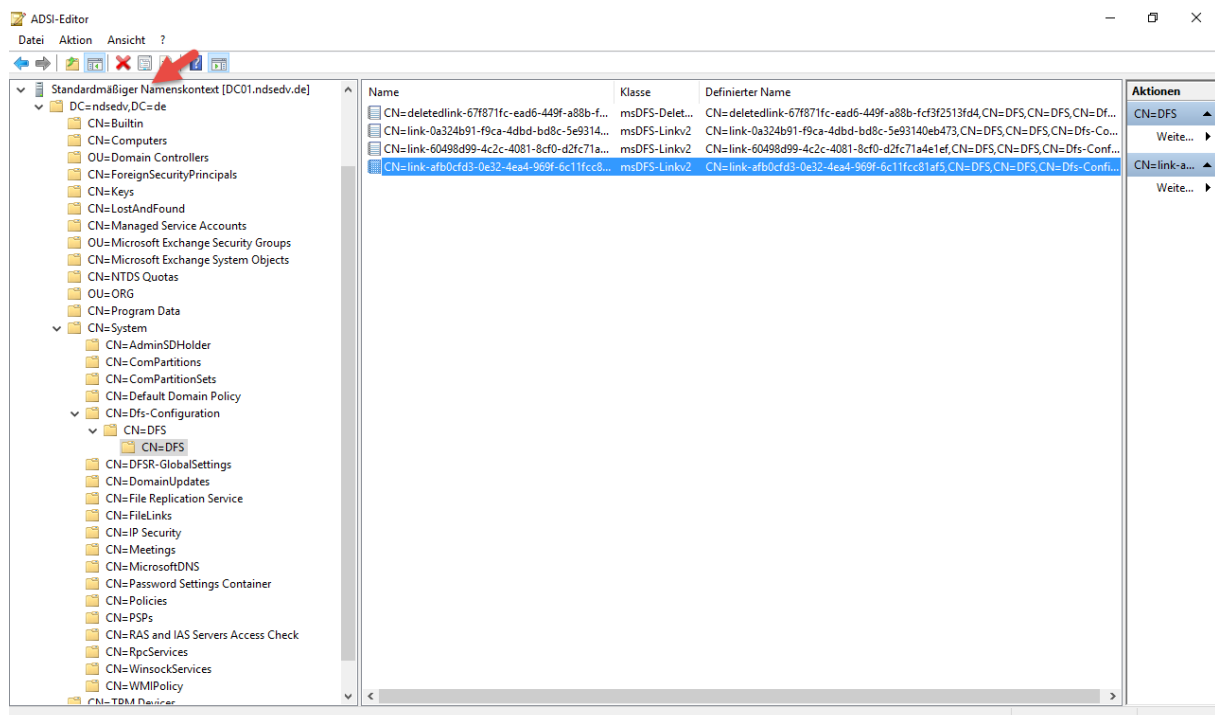 ADSI-Editor
Datei Aktion Ansicht ?
Standardmäßiger Namenskontext [DC01.ndsedv.de]
DC=ndsedv,DC=de
CN=Builtin
CN=Computers
OU=Domain Controllers
CN=ForeignSecurityPrincipals
CN=Keys
CN=LostAndFound
CN=Managed Service Accounts
OU=Microsoft Exchange Security Groups
CN=Microsoft Exchange System Objects
CN=NTDS Quotas
OU=ORG
CN=Program Data
CN=System
CN=AdminSDHolder
CN=ComPartitions
CN=ComPartitionSets
CN=Default Domain Policy
CN=Dfs-Configuration
CN=DFS
CN=DFS
CN=DFSR-GlobalSettings
CN=DomainUpdates
CN=File Replication Service
CN=FileLinks
CN=IP Security
CN=Meetings
CN=MicrosoftDNS
CN=Password Settings Container
CN=Policies
CN=PSPs
CN=RAS and IAS Servers Access Check
CN=RpcServices
CN=WinsockServices
CN=WMIPolicy
CN=TPM Devices
Name Klasse Definierter Name
CN=deletedlink-67f871fc-ead6-449f-a88b-f... msDFS-Delet... CN=deletedlink-67f871fc-ead6-449f-a88b-fcf3f2513fd4,CN=DFS,CN=DFS,CN=Df...
CN=link-0a324b91-f9ca-4dbd-bd8c-5e9314... msDFS-Linkv2 CN=link-0a324b91-f9ca-4dbd-bd8c-5e93140eb473,CN=DFS,CN=DFS,CN=Dfs-Co...
CN=link-60498d99-4c2c-4081-8cf0-d2fc71a... msDFS-Linkv2 CN=link-60498d99-4c2c-4081-8cf0-d2fc71a4e1ef,CN=DFS,CN=DFS,CN=Dfs-Conf...
CN=link-afb0cfd3-0e32-4ea4-969f-6c11fcc8... msDFS-Linkv2 CN=link-afb0cfd3-0e32-4ea4-969f-6c11fcc81af5,CN=DFS,CN=DFS,CN=Dfs-Confi...
Aktionen
CN=DFS
Weite...
CN=link-a...
Weite...